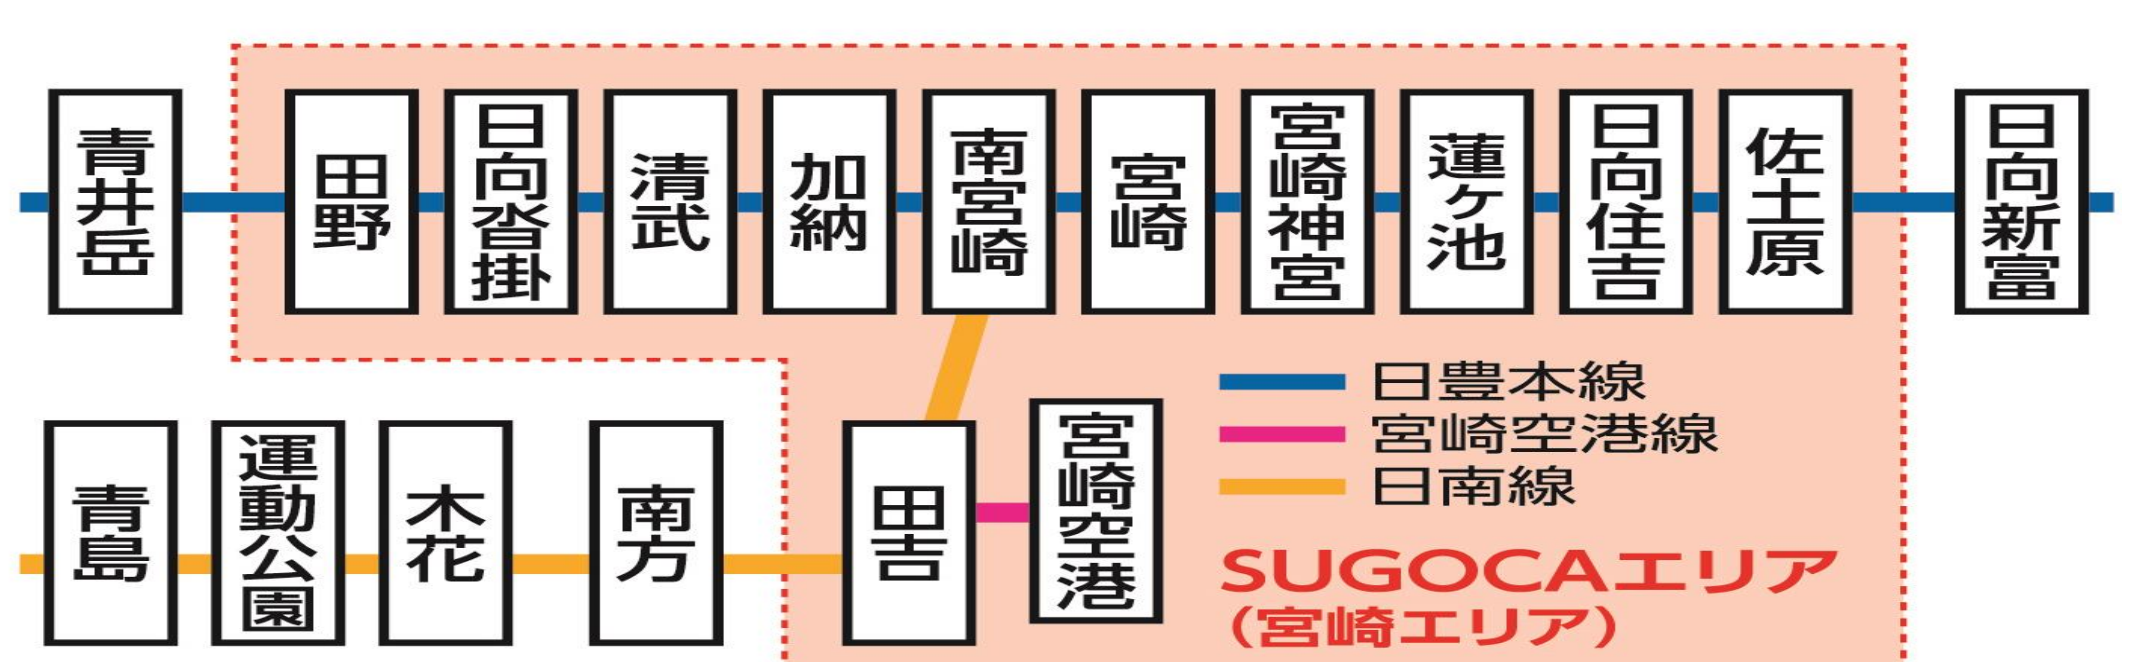 青井岳
田野
日向沓掛
清武
加納
南宮崎
宮崎
宮崎神宮
蓮ヶ池
日向住吉
佐土原
日向新富
青島
運動公園
木花
南方
田吉
宮崎空港
日豊本線
宮崎空港線
日南線
SUGOCAエリア
（宮崎エリア）